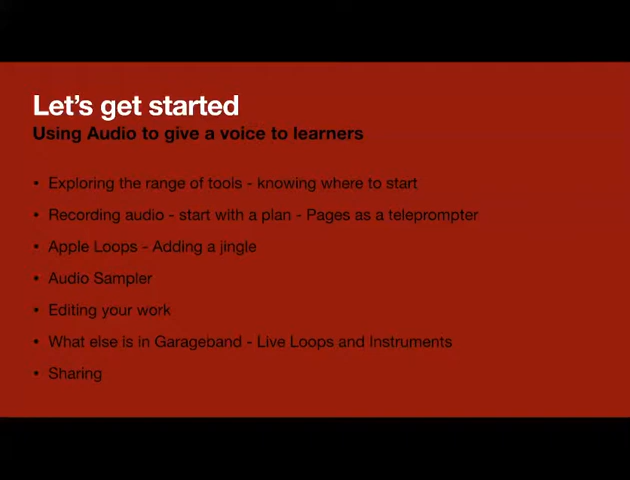 Let's get started
Using Audio to give a voice to learners
• Exploring the range of tools - knowing where to start
• Recording audio - start with a plan - Pages as a teleprompter
• Apple Loops - Adding a jingle
• Audio Sampler
• Editing your work
• What else is in Garageband - Live Loops and Instruments
• Sharing